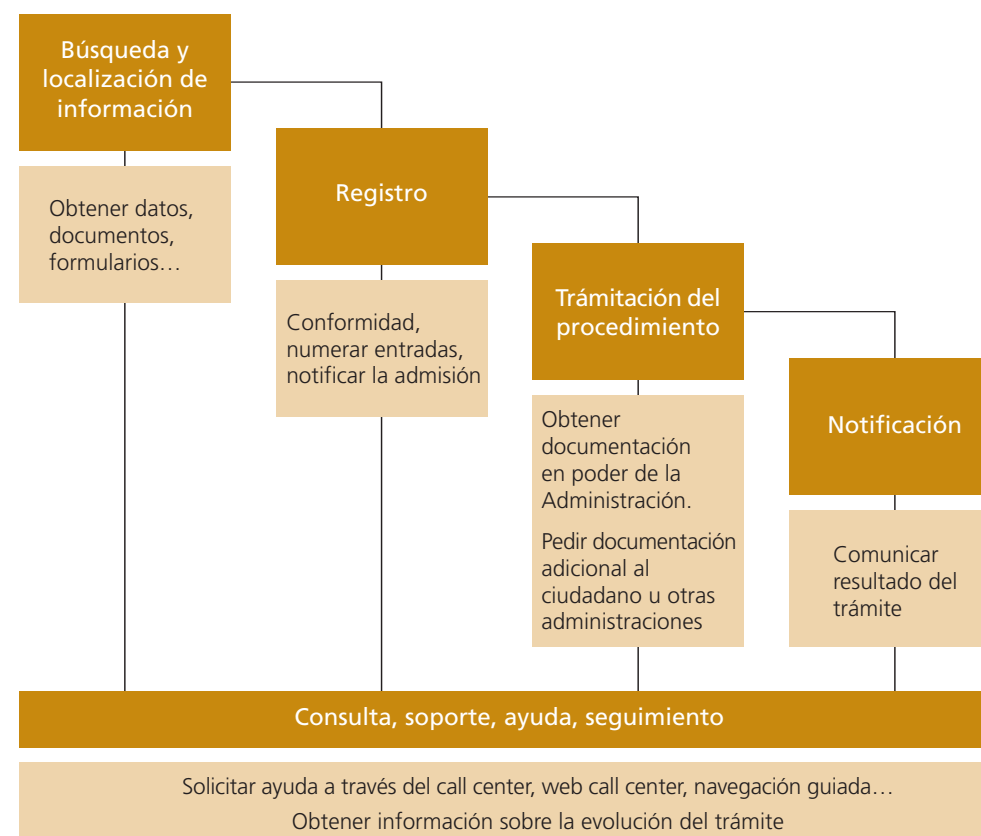 Búsqueda y
localización de
información
Obtener datos,
documentos,
formularios…
Registro
Conformidad,
numerar entradas,
notificar la admisión
Trámitación del
procedimiento
Obtener
documentación
en poder de la
Administración.
Pedir documentación
adicional al
ciudadano u otras
administraciones
Notificación
Comunicar
resultado del
trámite
Consulta, soporte, ayuda, seguimiento
Solicitar ayuda a través del call center, web call center, navegación guiada…
Obtener información sobre la evolución del trámite